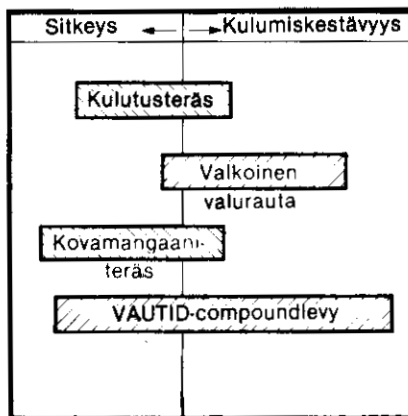 Sitkeys
Kulumiskestävyys
Kulutusteräs
Valkoinen
valurauta
Kovamangaani-
teräs
VAUTID-compoundlevy